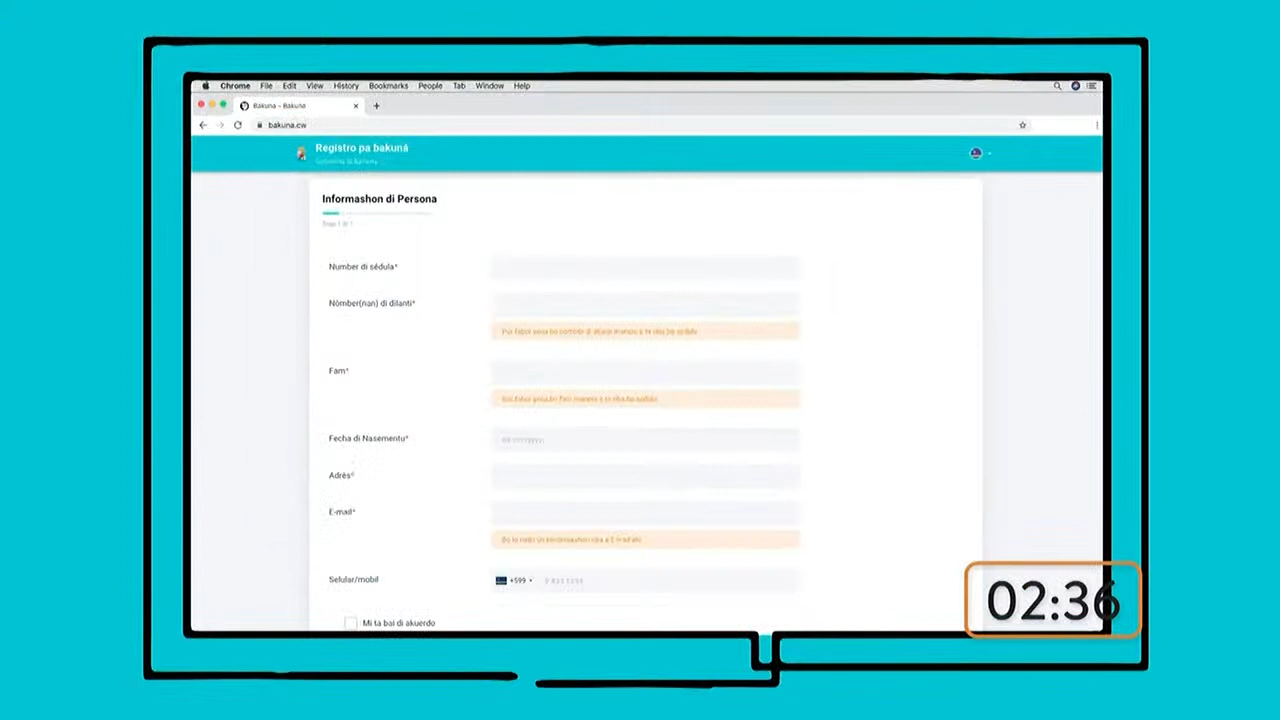 Chrome File Edit View History Bookmarks People Tab Window Help
Bakuna - Bakuna
bakuna.cw
Registro pa bakuná
Informashon di Persona
Number di sédula*
Nòmber(nan) di dilanti*
Fam*
Fecha di Nasementu*
Adrès*
E-mail*
Selular/mobil
+599
Mi ta bai di akuerdo
02:36